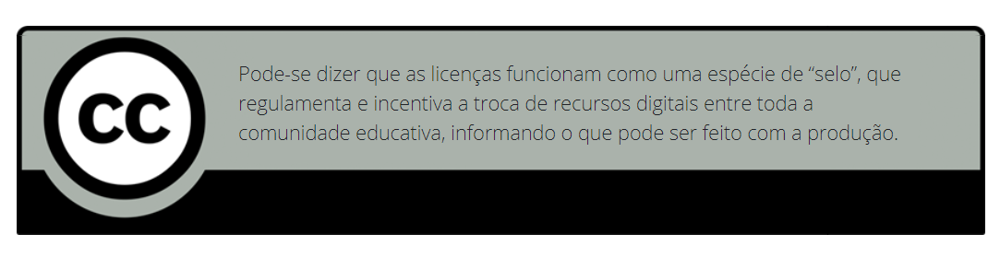 CC
Pode-se dizer que as licenças funcionam como uma espécie de “selo”, que
regulamenta e incentiva a troca de recursos digitais entre toda a
comunidade educativa, informando o que pode ser feito com a produção.